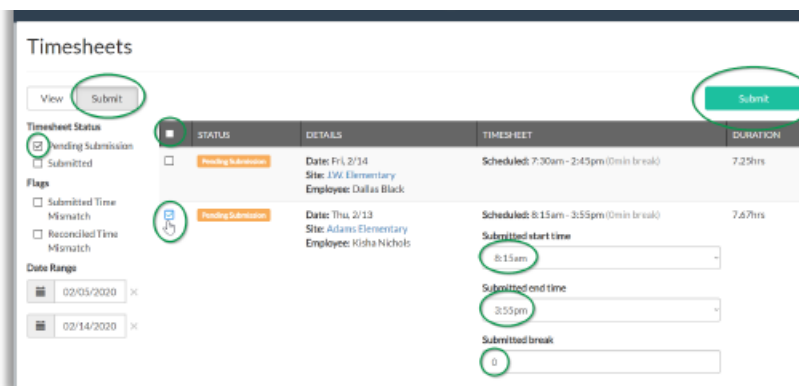 Timesheets
View Submit
Submit
Timesheet Status
Pending Submission
Submitted
Flags
Submitted Time
Mismatch
Reconciled Time
Mismatch
Date Range
02/05/2020 ×
02/14/2020 ×
STATUS DETAILS TIMESHEET DURATION
Pending Submission Date: Fri, 2/14 Scheduled: 7:30am - 2:45pm (0min break) 7.25hrs
Site: J.W. Elementary
Employee: Dallas Black
Pending Submission Date: Thu, 2/13 Scheduled: 8:15am - 3:55pm (0min break) 7.67hrs
Site: Adams Elementary
Employee: Kisha Nichols
Submitted start time
8:15am
Submitted end time
3:55pm
Submitted break
0